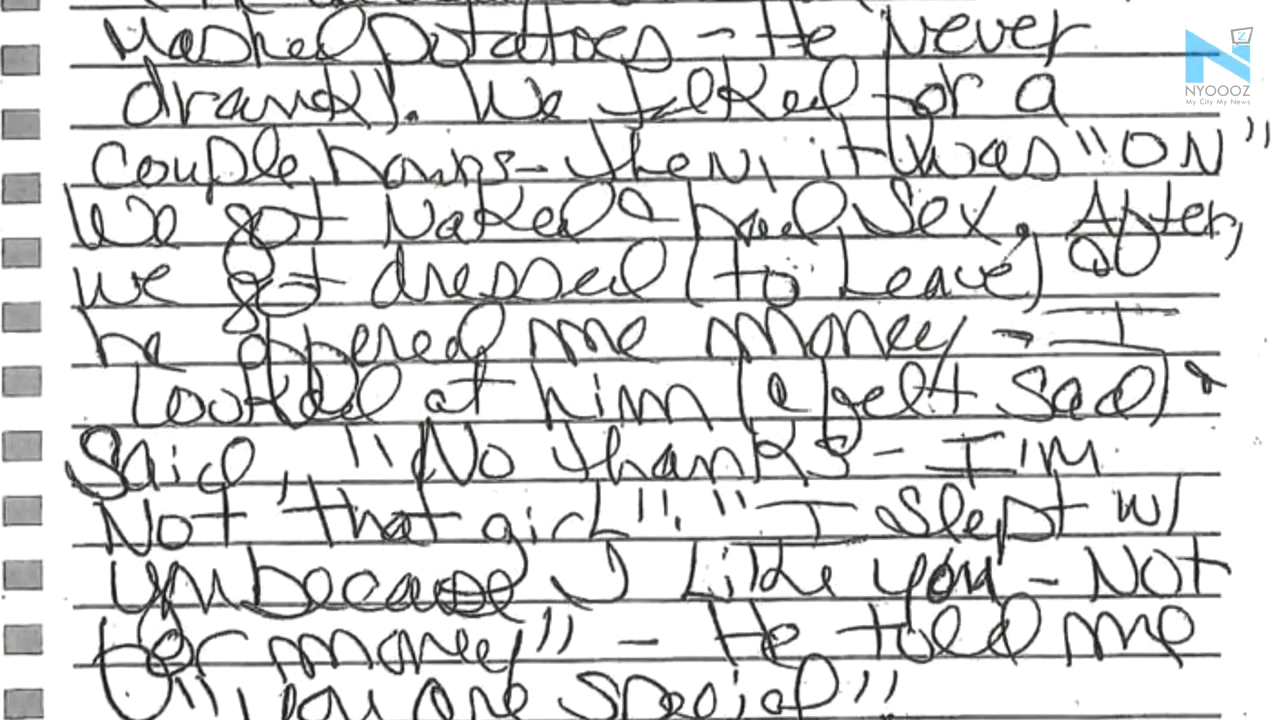 mashed potatoes - He Never
drank). We talked for a
couple hours - then, it was "ON"
We got Naked & had Sex. After,
we got dressed (to Leave)
he offered me money - I
Looked at him (& felt sad) &
Said, "No thanks - I'm
Not 'that girL'". "I slept w/
you because I Like you - NOT
for money" - He told me
"you are special"
NYOOOZ
My City My News